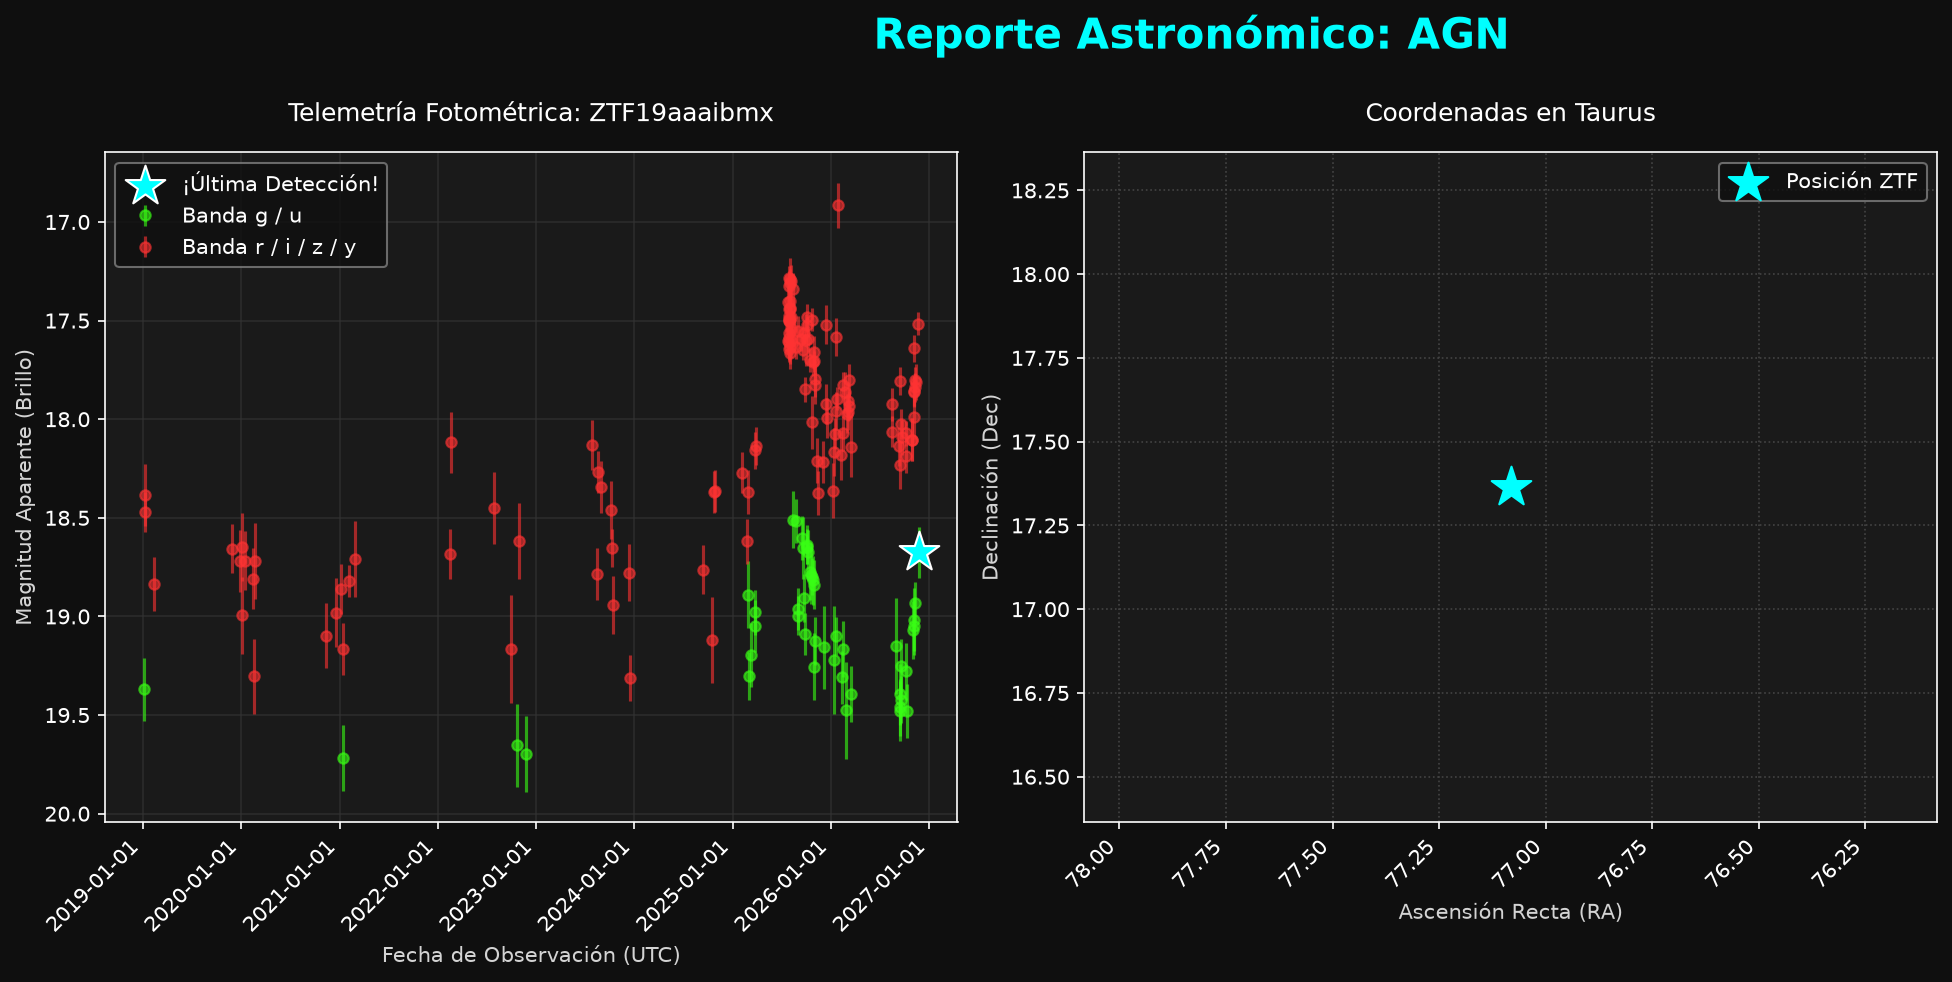 Reporte Astronómico: AGN
Telemetría Fotométrica: ZTF19aaaibmx
¡Última Detección!
Banda g / u
Banda r / i / z / y
Magnitud Aparente (Brillo)
17.0
17.5
18.0
18.5
19.0
19.5
20.0
2019-01-01
2020-01-01
2021-01-01
2022-01-01
2023-01-01
2024-01-01
2025-01-01
2026-01-01
2027-01-01
Fecha de Observación (UTC)
Coordenadas en Taurus
Posición ZTF
Declinación (Dec)
18.25
18.00
17.75
17.50
17.25
17.00
16.75
16.50
78.00
77.75
77.50
77.25
77.00
76.75
76.50
76.25
Ascensión Recta (RA)